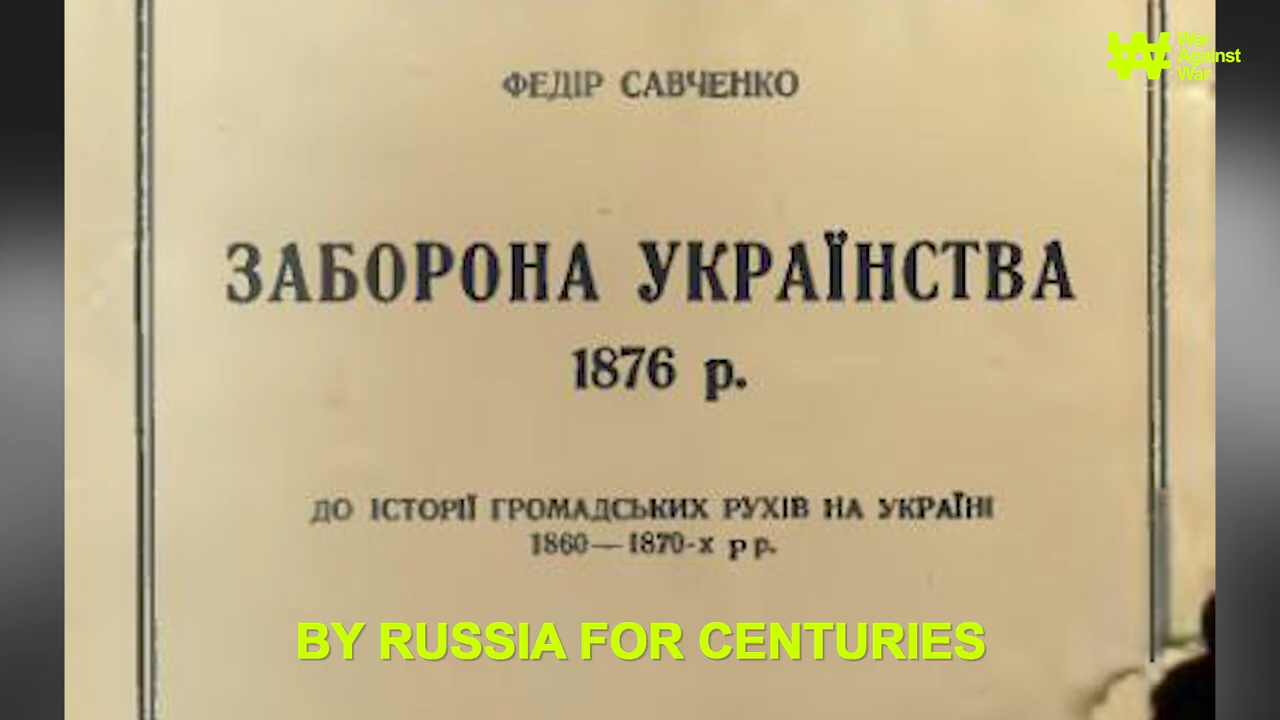 War
Against
War
ФЕДІР САВЧЕНКО
ЗАБОРОНА УКРАЇНСТВА
1876 р.
ДО ІСТОРІЇ ГРОМАДСЬКИХ РУХІВ НА УКРАЇНІ
1860—1870-х рр.
BY RUSSIA FOR CENTURIES